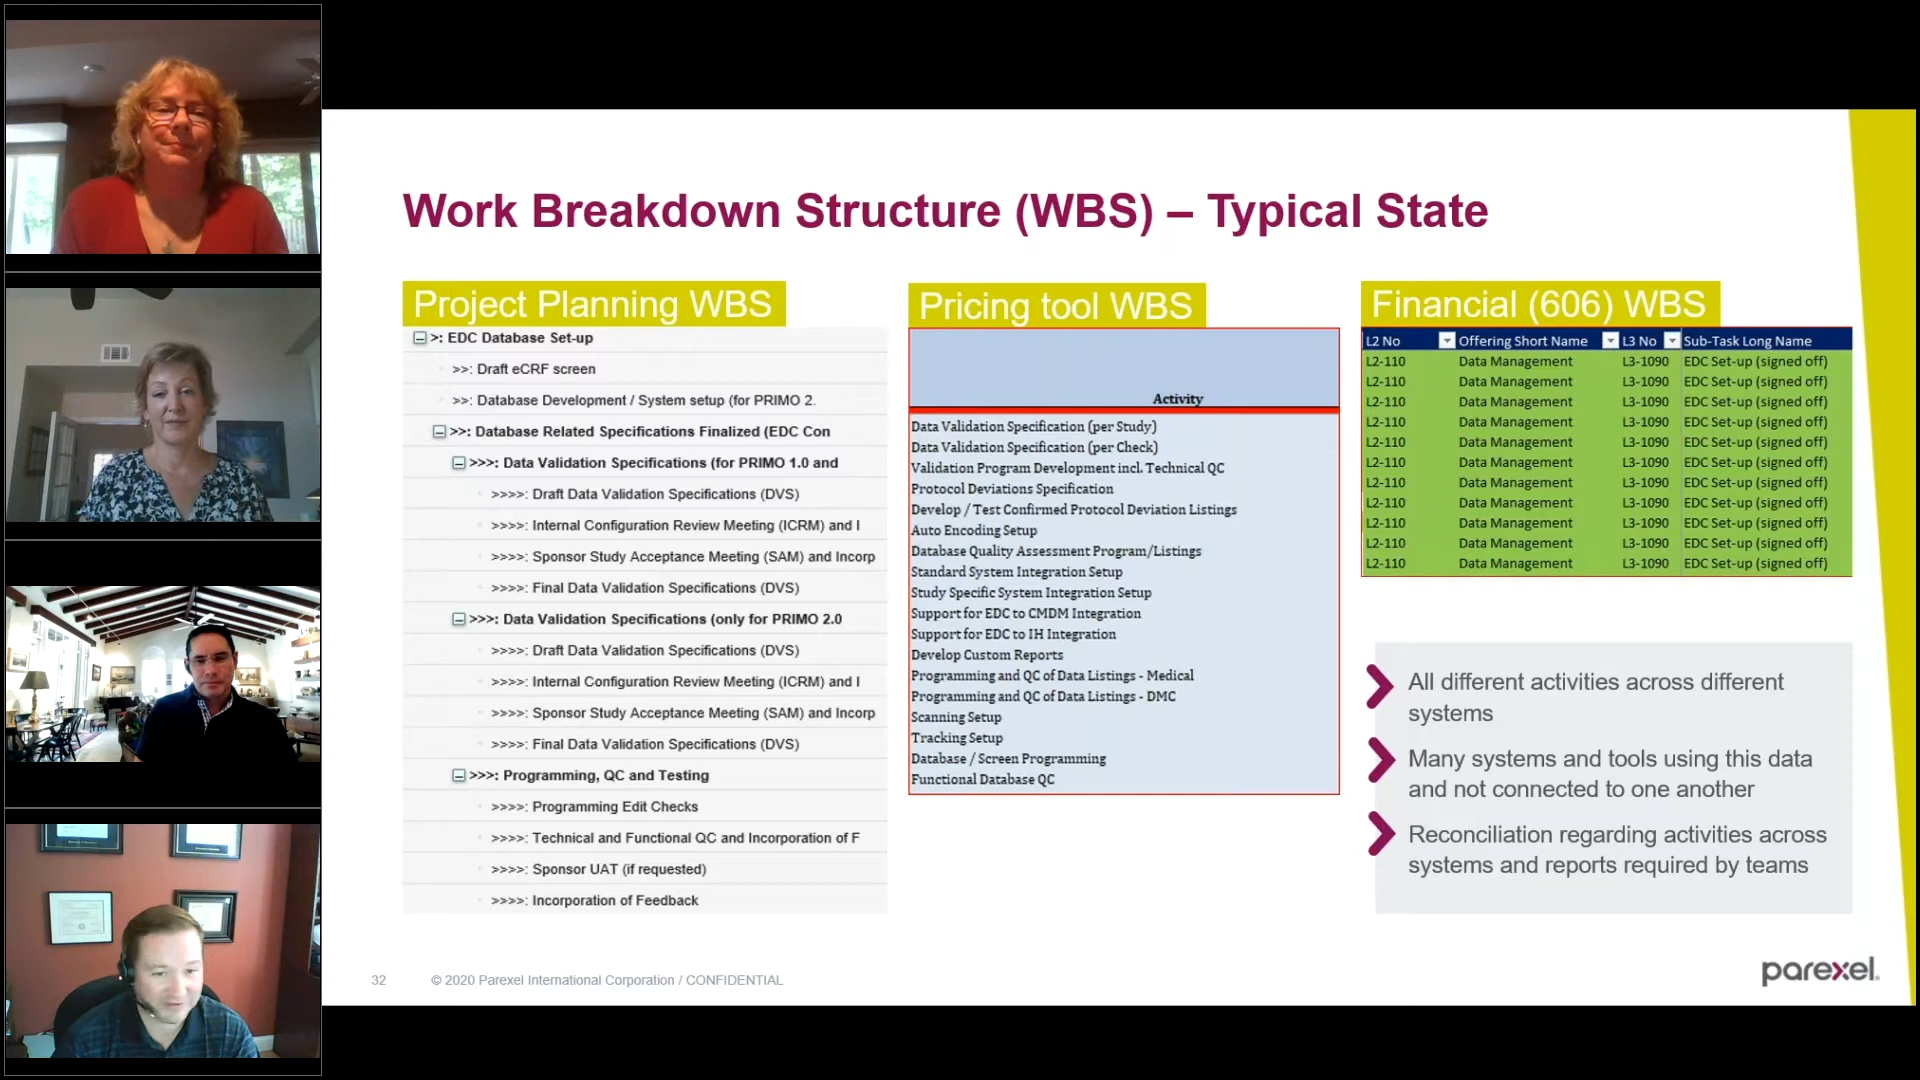 Work Breakdown Structure (WBS) – Typical State
Project Planning WBS
>: EDC Database Set-up
>>: Draft eCRF screen
>>: Database Development / System setup (for PRIMO 2.
>>: Database Related Specifications Finalized (EDC Con
>>>: Data Validation Specifications (for PRIMO 1.0 and
>>>>: Draft Data Validation Specifications (DVS)
>>>>: Internal Configuration Review Meeting (ICRM) and I
>>>>: Sponsor Study Acceptance Meeting (SAM) and Incorp
>>>>: Final Data Validation Specifications (DVS)
>>>: Data Validation Specifications (only for PRIMO 2.0
>>>>: Draft Data Validation Specifications (DVS)
>>>>: Internal Configuration Review Meeting (ICRM) and I
>>>>: Sponsor Study Acceptance Meeting (SAM) and Incorp
>>>>: Final Data Validation Specifications (DVS)
>>>: Programming, QC and Testing
>>>>: Programming Edit Checks
>>>>: Technical and Functional QC and Incorporation of F
>>>>: Sponsor UAT (if requested)
>>>>: Incorporation of Feedback
Pricing tool WBS
Activity
Data Validation Specification (per Study)
Data Validation Specification (per Check)
Validation Program Development incl. Technical QC
Protocol Deviations Specification
Develop / Test Confirmed Protocol Deviation Listings
Auto Encoding Setup
Database Quality Assessment Program/Listings
Standard System Integration Setup
Study Specific System Integration Setup
Support for EDC to CMDM Integration
Support for EDC to IH Integration
Develop Custom Reports
Programming and QC of Data Listings - Medical
Programming and QC of Data Listings - DMC
Scanning Setup
Tracking Setup
Database / Screen Programming
Functional Database QC
Financial (606) WBS
L2 No Offering Short Name L3 No Sub-Task Long Name
L2-110 Data Management L3-1090 EDC Set-up (signed off)
L2-110 Data Management L3-1090 EDC Set-up (signed off)
L2-110 Data Management L3-1090 EDC Set-up (signed off)
L2-110 Data Management L3-1090 EDC Set-up (signed off)
L2-110 Data Management L3-1090 EDC Set-up (signed off)
L2-110 Data Management L3-1090 EDC Set-up (signed off)
L2-110 Data Management L3-1090 EDC Set-up (signed off)
L2-110 Data Management L3-1090 EDC Set-up (signed off)
L2-110 Data Management L3-1090 EDC Set-up (signed off)
L2-110 Data Management L3-1090 EDC Set-up (signed off)
L2-110 Data Management L3-1090 EDC Set-up (signed off)
All different activities across different
systems
Many systems and tools using this data
and not connected to one another
Reconciliation regarding activities across
systems and reports required by teams
32 © 2020 Parexel International Corporation / CONFIDENTIAL
parexel.